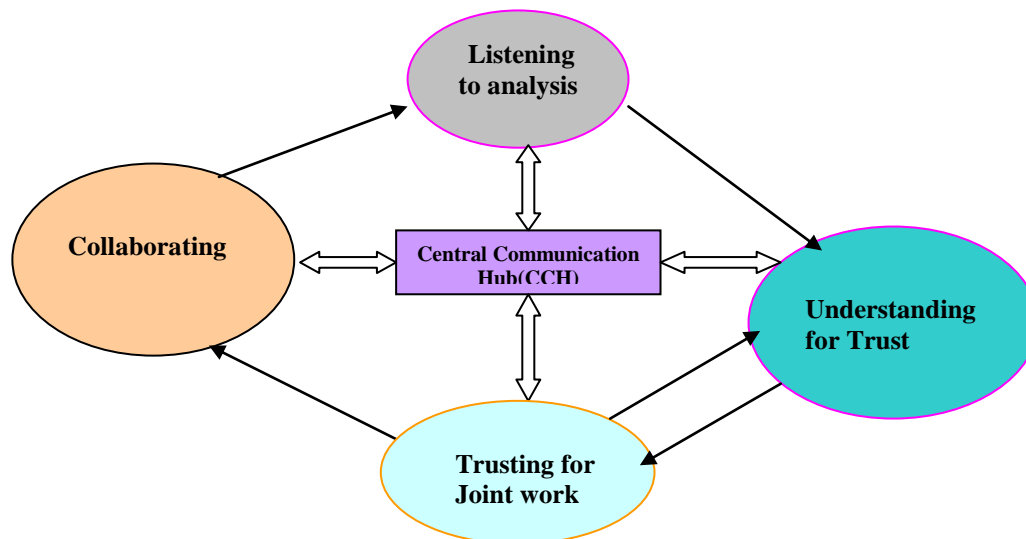 Listening
to analysis
Collaborating
Central Communication
Hub(CCH)
Understanding
for Trust
Trusting for
Joint work